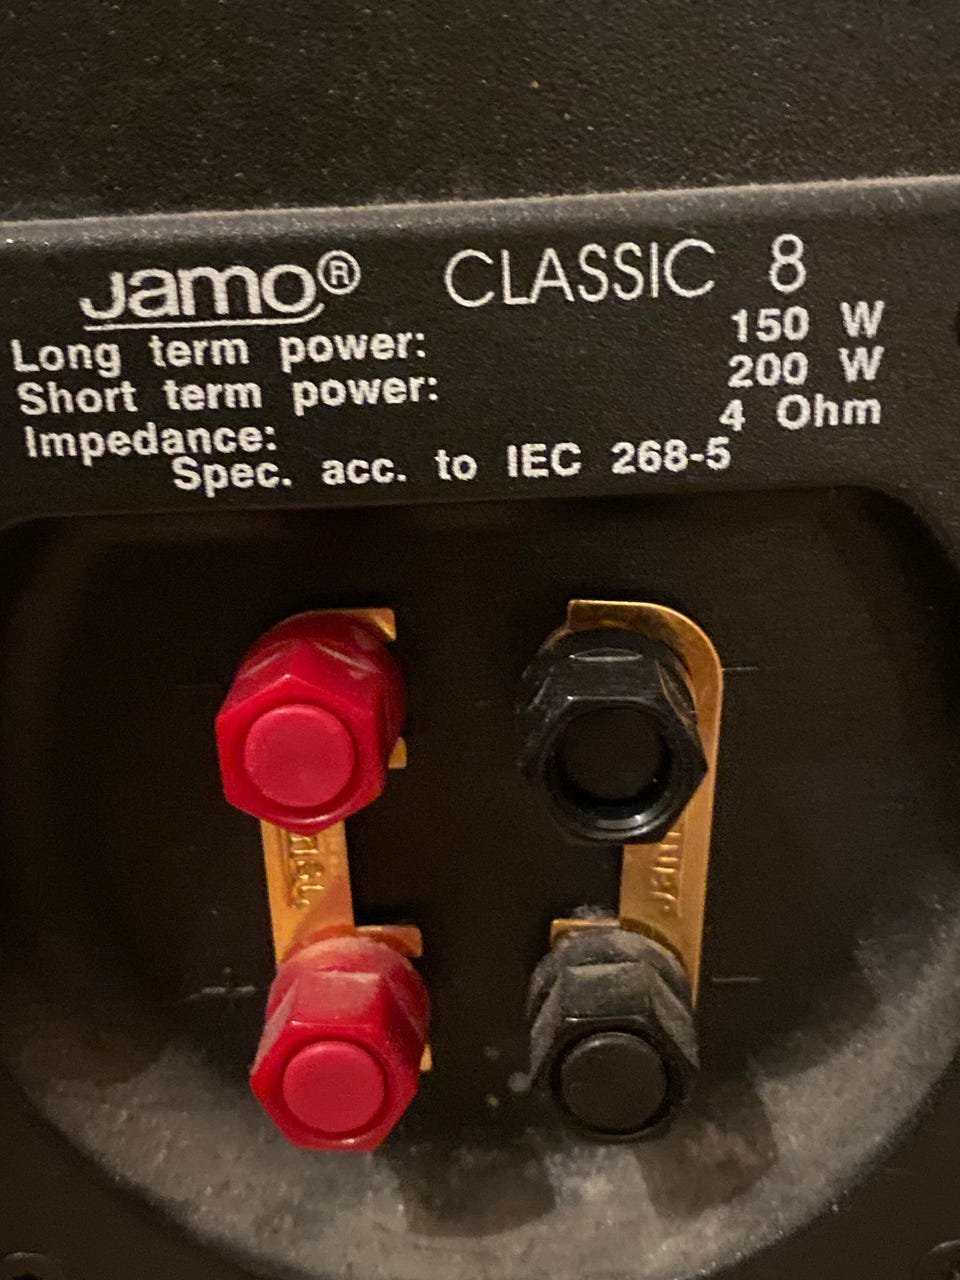 Jamo® CLASSIC 8
Long term power: 150 W
Short term power: 200 W
Impedance: 4 Ohm
Spec. acc. to IEC 268-5
+ -